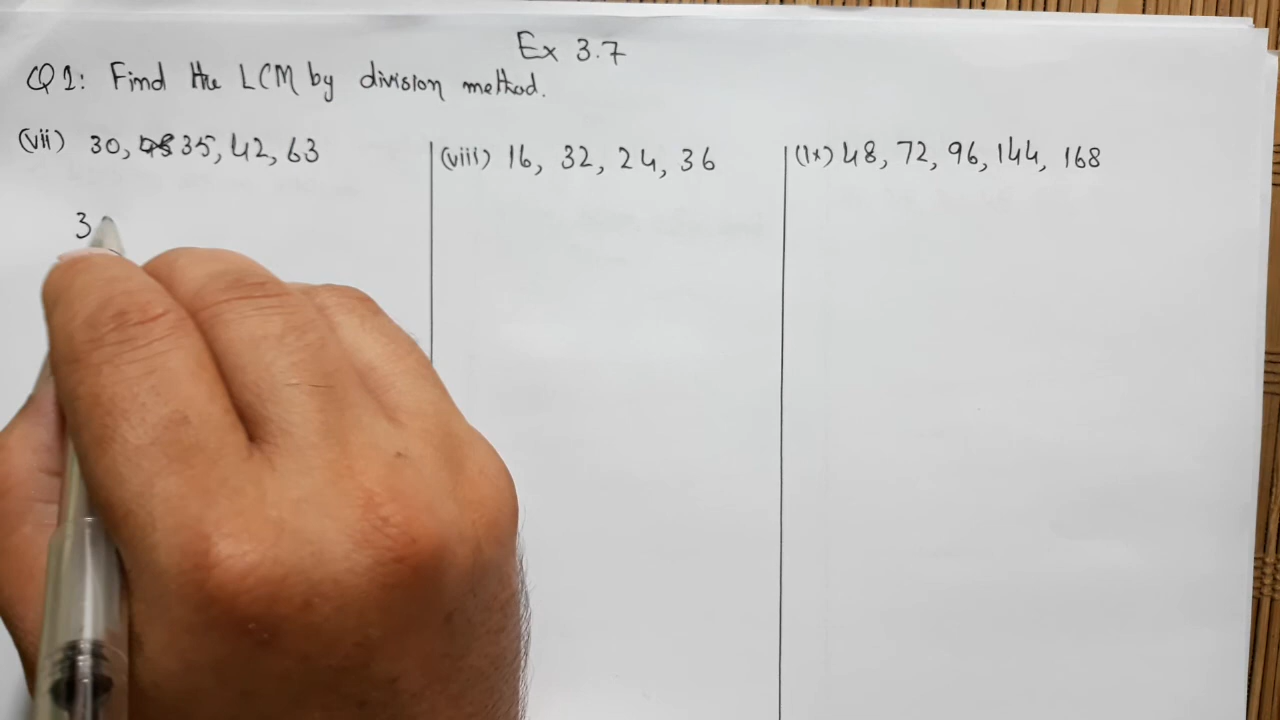 Ex 3.7
Q1: Find the LCM by division method.
(vii) 30, 35, 42, 63
(viii) 16, 32, 24, 36
(ix) 48, 72, 96, 144, 168
3